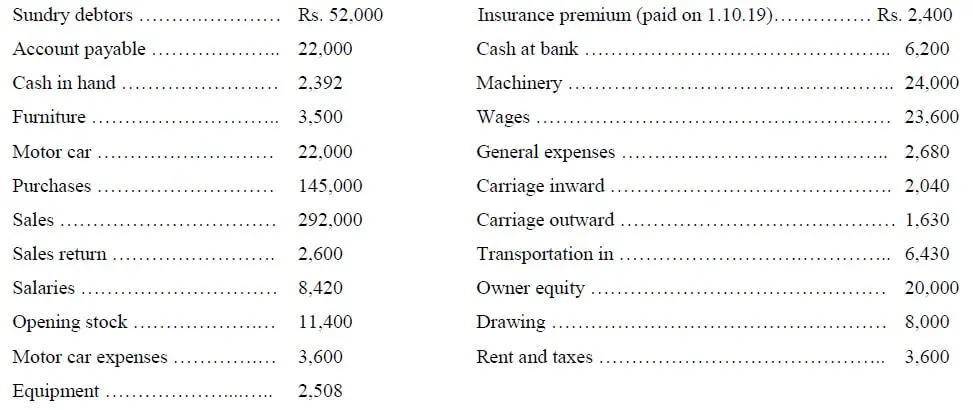 Sundry debtors …………………… Rs. 52,000
Account payable ………………….. 22,000
Cash in hand ……………………… 2,392
Furniture ………………………….. 3,500
Motor car ………………………… 22,000
Purchases ………………………… 145,000
Sales ……………………………… 292,000
Sales return ………………………. 2,600
Salaries …………………………… 8,420
Opening stock ………………….… 11,400
Motor car expenses …………….… 3,600
Equipment ………………....….. 2,508
Insurance premium (paid on 1.10.19)…………… Rs. 2,400
Cash at bank ………………………………………….. 6,200
Machinery …………………………………………….. 24,000
Wages ………………………………………………… 23,600
General expenses …………………………………….. 2,680
Carriage inward ………………………………………. 2,040
Carriage outward ……………………………………… 1,630
Transportation in …………………………………….. 6,430
Owner equity ………………………………………… 20,000
Drawing ……………………………………………… 8,000
Rent and taxes ……………………………………….. 3,600